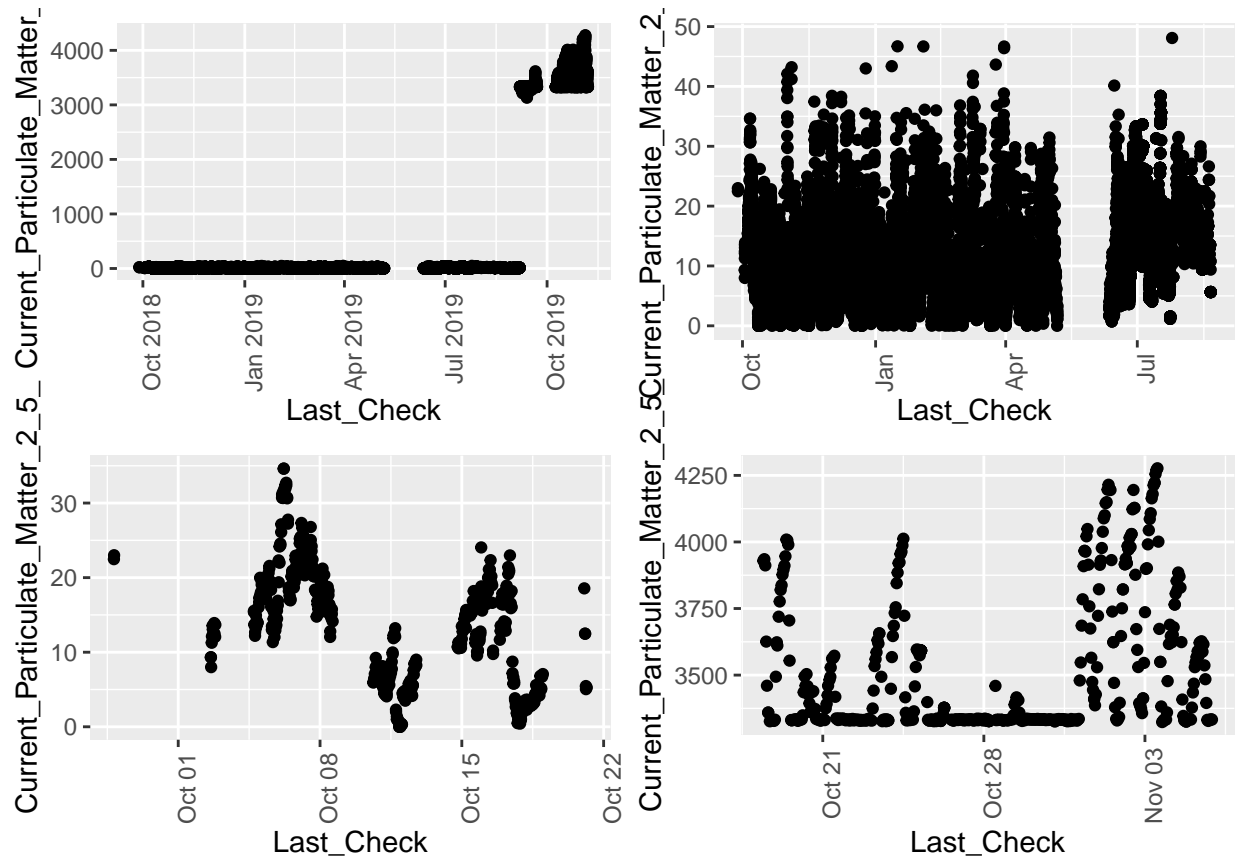 Current_Particulate_Matter_
4000
3000
2000
1000
0
Oct 2018
Jan 2019
Apr 2019
Jul 2019
Oct 2019
Last_Check
Current_Particulate_Matter_2_
50
40
30
20
10
0
Oct
Jan
Apr
Jul
Last_Check
Current_Particulate_Matter_2_5_
30
20
10
0
Oct 01
Oct 08
Oct 15
Oct 22
Last_Check
Current_Particulate_Matter_2_5_
4250
4000
3750
3500
Oct 21
Oct 28
Nov 03
Last_Check